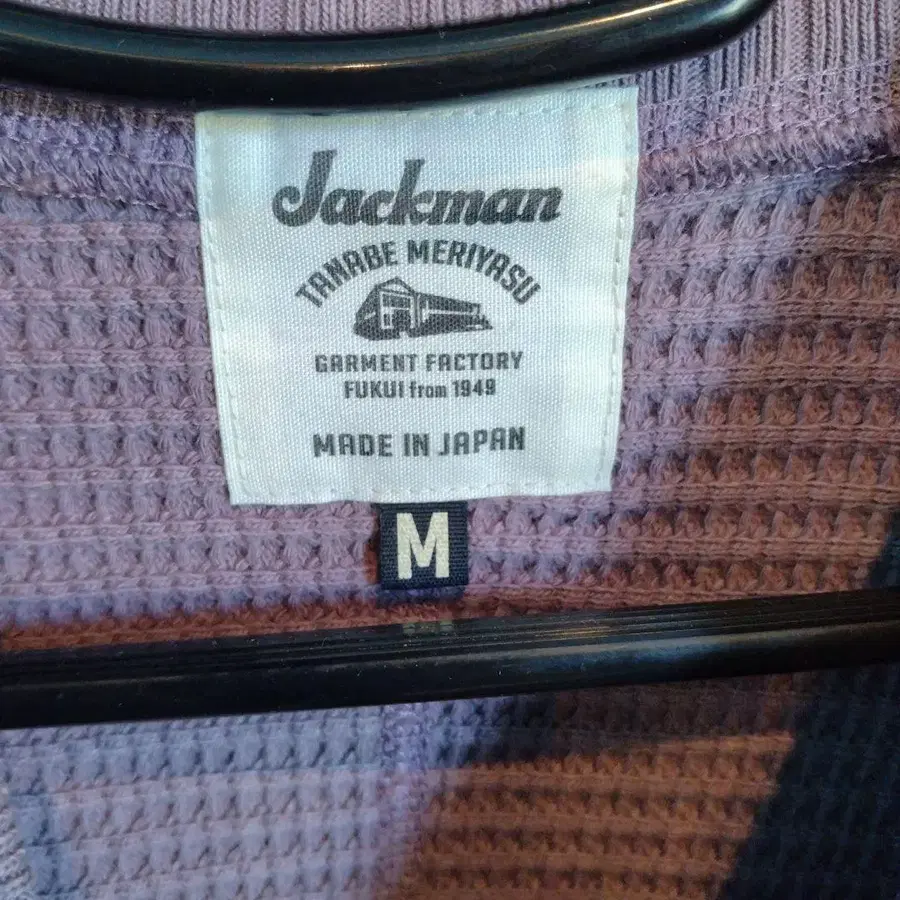 Jackman
TANABE MERIYASU
GARMENT FACTORY
FUKUI from 1949
MADE IN JAPAN
M